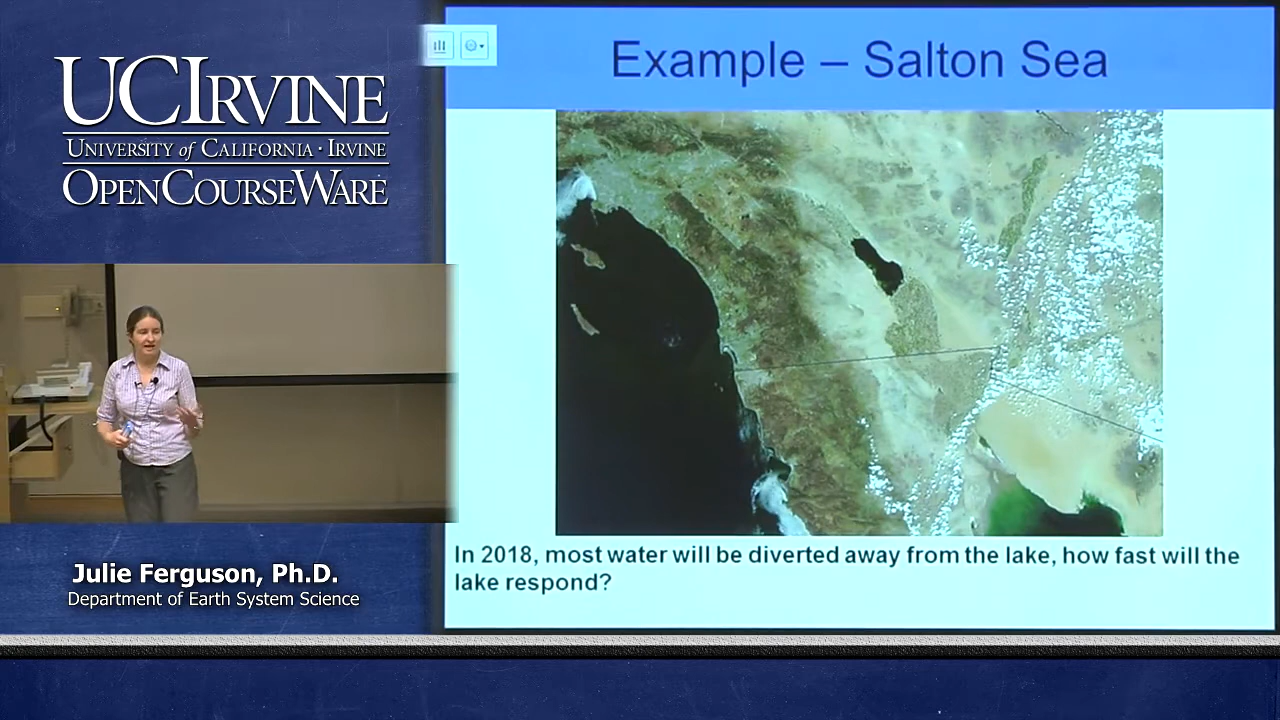 UCIRVINE
UNIVERSITY of CALIFORNIA · IRVINE
OPENCOURSEWARE
Example – Salton Sea
In 2018, most water will be diverted away from the lake, how fast will the
lake respond?
Julie Ferguson, Ph.D.
Department of Earth System Science